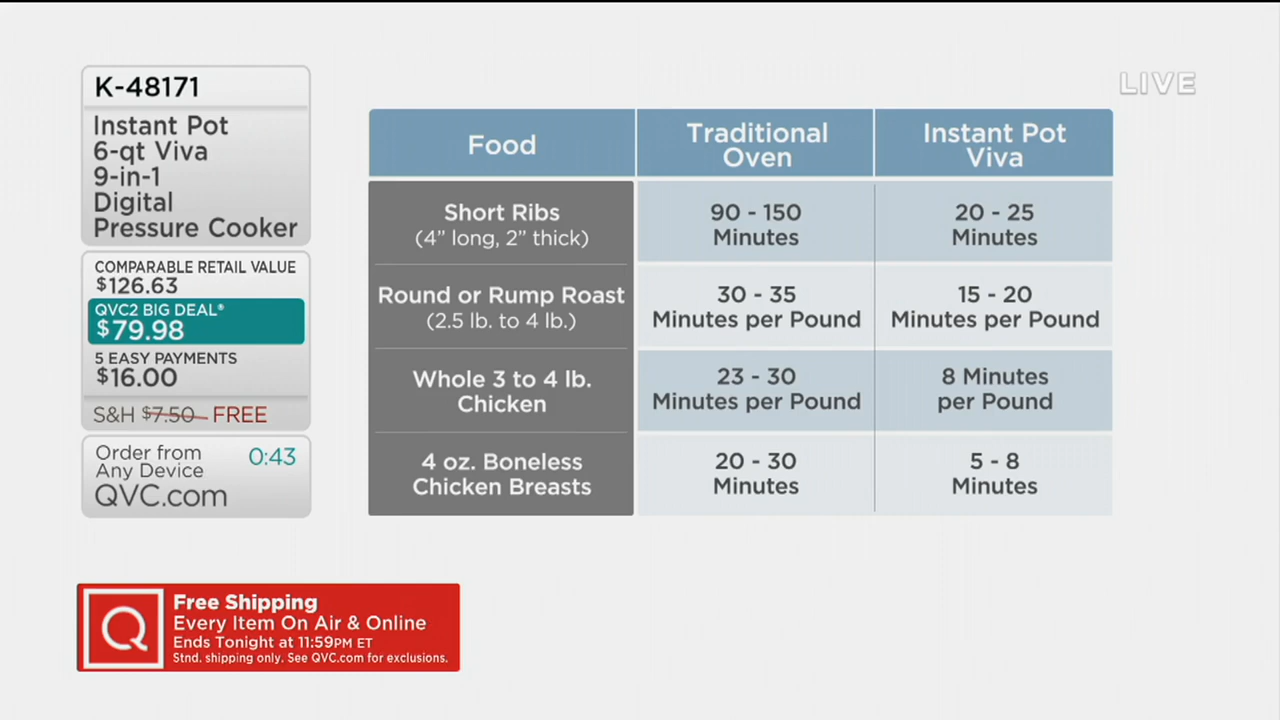 K-48171
Instant Pot
6-qt Viva
9-in-1
Digital
Pressure Cooker
COMPARABLE RETAIL VALUE
$126.63
QVC2 BIG DEAL®
$79.98
5 EASY PAYMENTS
$16.00
S&H $7.50 FREE
Order from
Any Device
0:43
QVC.com
LIVE
Food
Traditional
Oven
Instant Pot
Viva
Short Ribs
(4” long, 2” thick)
90 - 150
Minutes
20 - 25
Minutes
Round or Rump Roast
(2.5 lb. to 4 lb.)
30 - 35
Minutes per Pound
15 - 20
Minutes per Pound
Whole 3 to 4 lb.
Chicken
23 - 30
Minutes per Pound
8 Minutes
per Pound
4 oz. Boneless
Chicken Breasts
20 - 30
Minutes
5 - 8
Minutes
Q
Free Shipping
Every Item On Air & Online
Ends Tonight at 11:59PM ET
Stnd. shipping only. See QVC.com for exclusions.